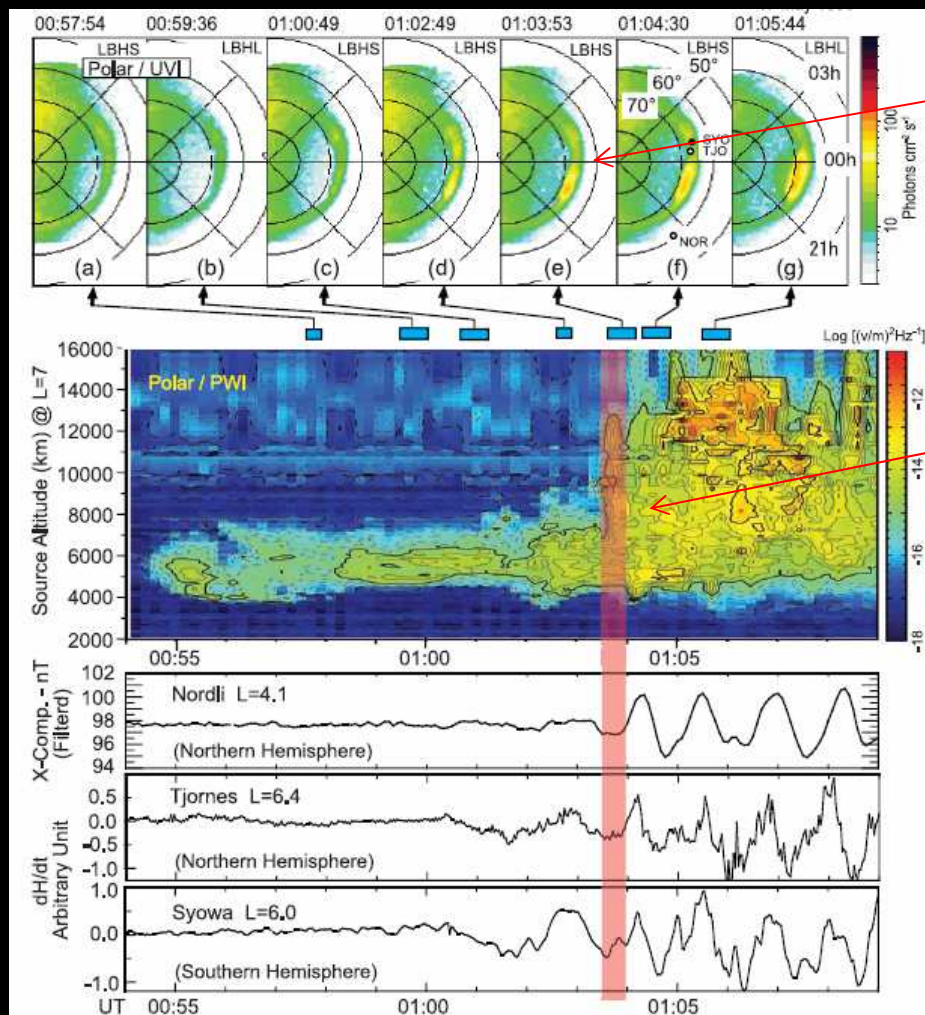 00:57:54 00:59:36 01:00:49 01:02:49 01:03:53 01:04:30 01:05:44
LBHS LBHL LBHS LBHS LBHS LBHS LBHL
Polar / UVI
50°
60°
70°
SYO
TJO
NOR
03h
00h
21h
(a) (b) (c) (d) (e) (f) (g)
100
10
Photons cm⁻² s⁻¹
Log [(v/m)²Hz⁻¹]
Polar / PWI
Source Altitude (km) @ L=7
16000
14000
12000
10000
8000
6000
4000
2000
-12
-14
-16
-18
00:55 01:00 01:05
X-Comp. - nT
(Filterd)
102
100
98
96
94
Nordli L=4.1
(Northern Hemisphere)
dH/dt
Arbitrary Unit
0.5
0.0
-0.5
-1.0
Tjornes L=6.4
(Northern Hemisphere)
1.0
0.0
-1.0
Syowa L=6.0
(Southern Hemisphere)
UT 00:55 01:00 01:05